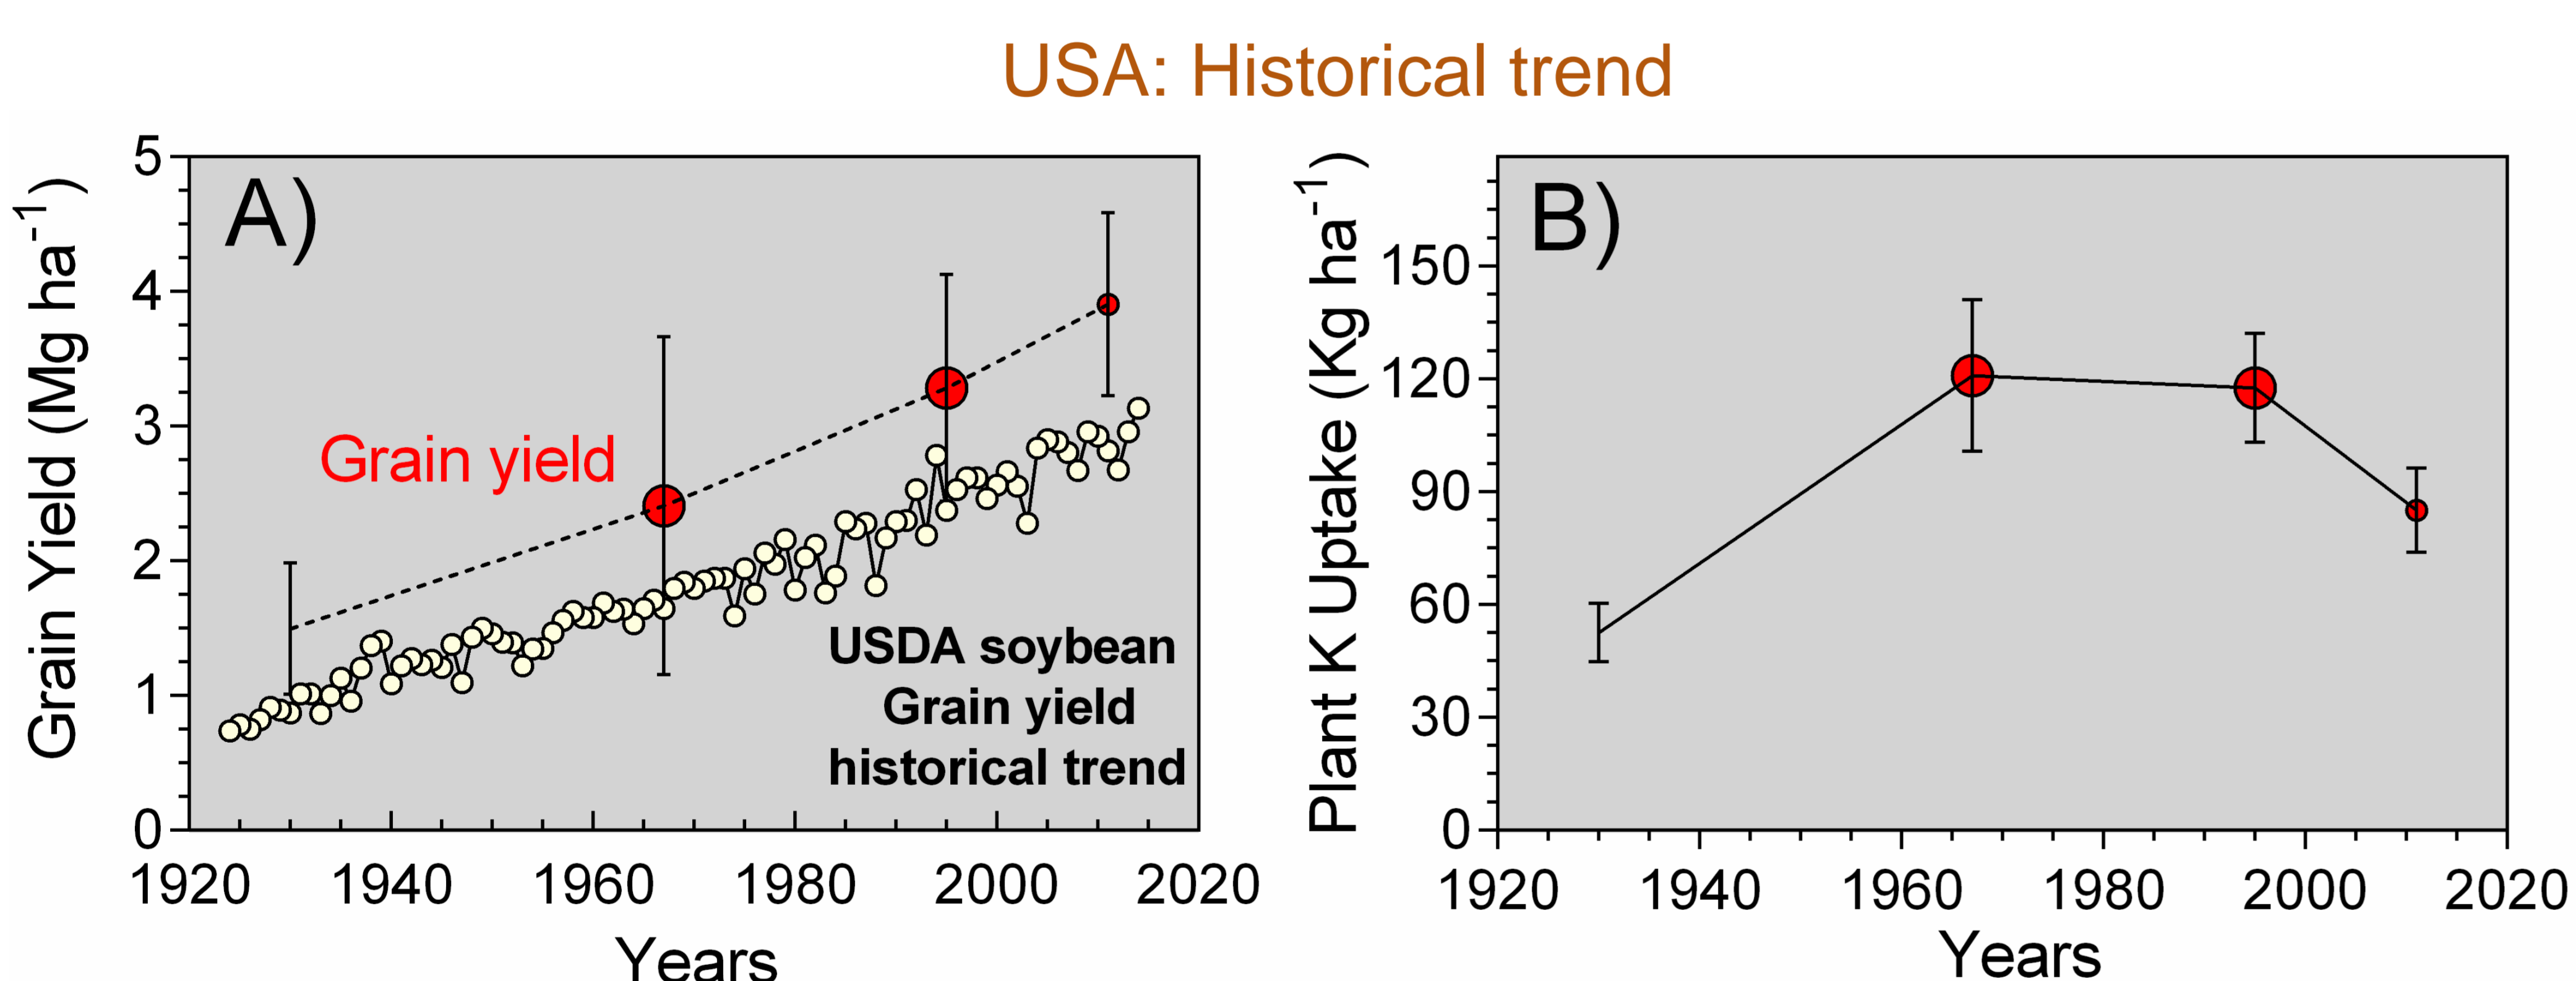 USA: Historical trend
A)
Grain Yield (Mg ha-1)
5
4
3
2
1
0
Grain yield
USDA soybean
Grain yield
historical trend
1920 1940 1960 1980 2000 2020
Years
B)
Plant K Uptake (Kg ha-1)
150
120
90
60
30
0
1920 1940 1960 1980 2000 2020
Years